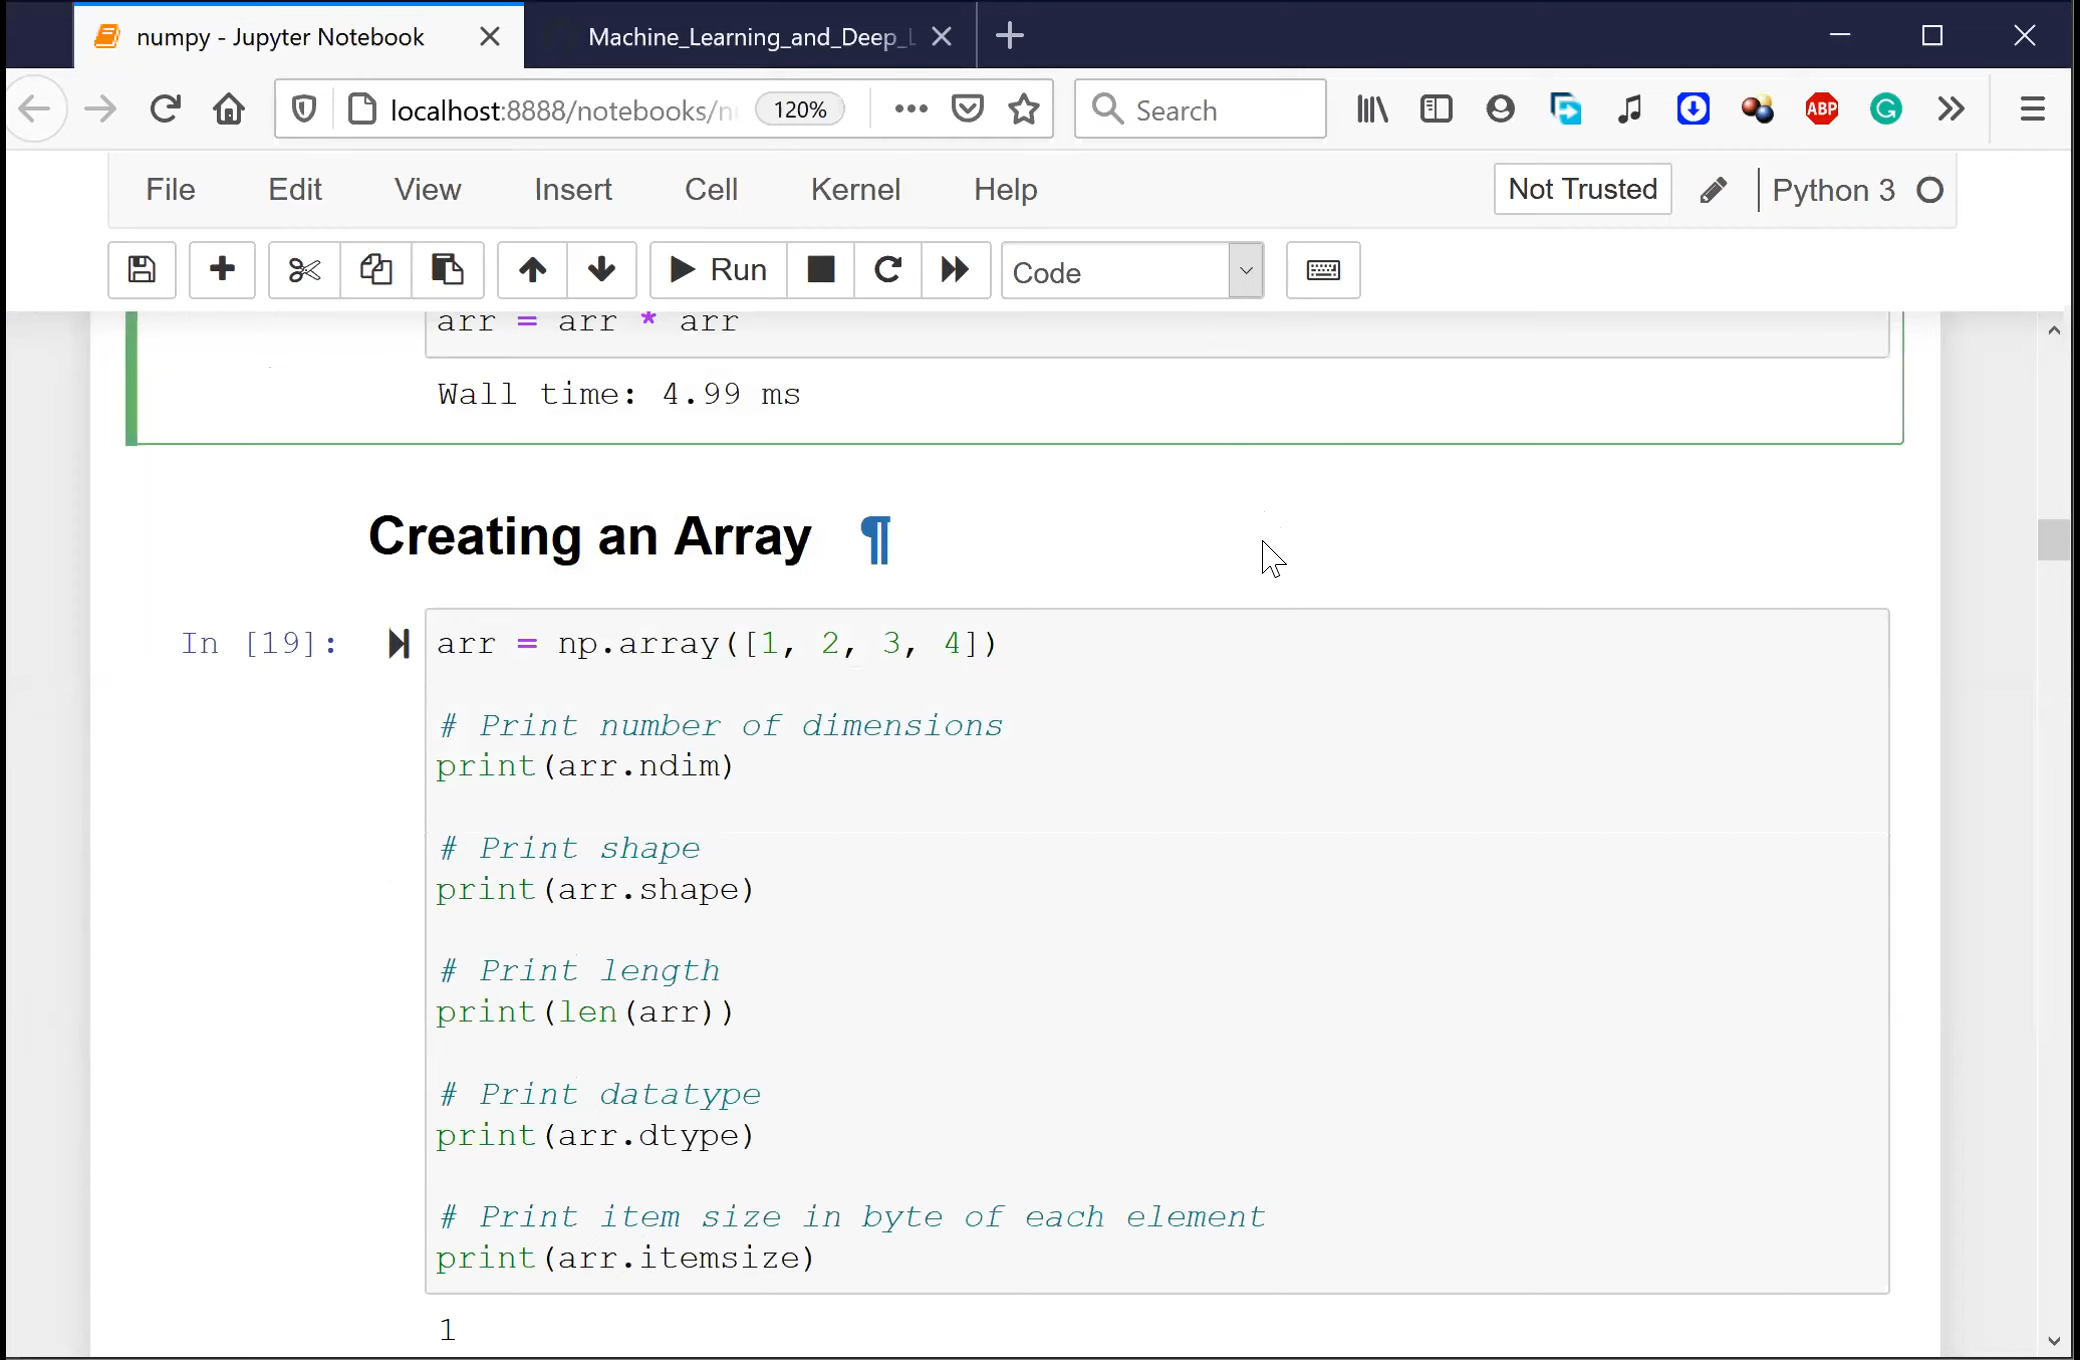 numpy - Jupyter Notebook
Machine_Learning_and_Deep_L
localhost:8888/notebooks/n
120%
Search
ABP
File Edit View Insert Cell Kernel Help
Not Trusted
Python 3
Run
Code
arr = arr * arr
Wall time: 4.99 ms
Creating an Array ¶
In [19]:
arr = np.array([1, 2, 3, 4])
# Print number of dimensions
print(arr.ndim)
# Print shape
print(arr.shape)
# Print length
print(len(arr))
# Print datatype
print(arr.dtype)
# Print item size in byte of each element
print(arr.itemsize)
1